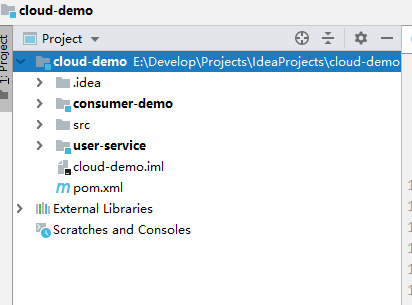 cloud-demo
1: Project
Project
cloud-demo E:\Develop\Projects\IdeaProjects\cloud-demo
.idea
consumer-demo
src
user-service
cloud-demo.iml
pom.xml
External Libraries
Scratches and Consoles